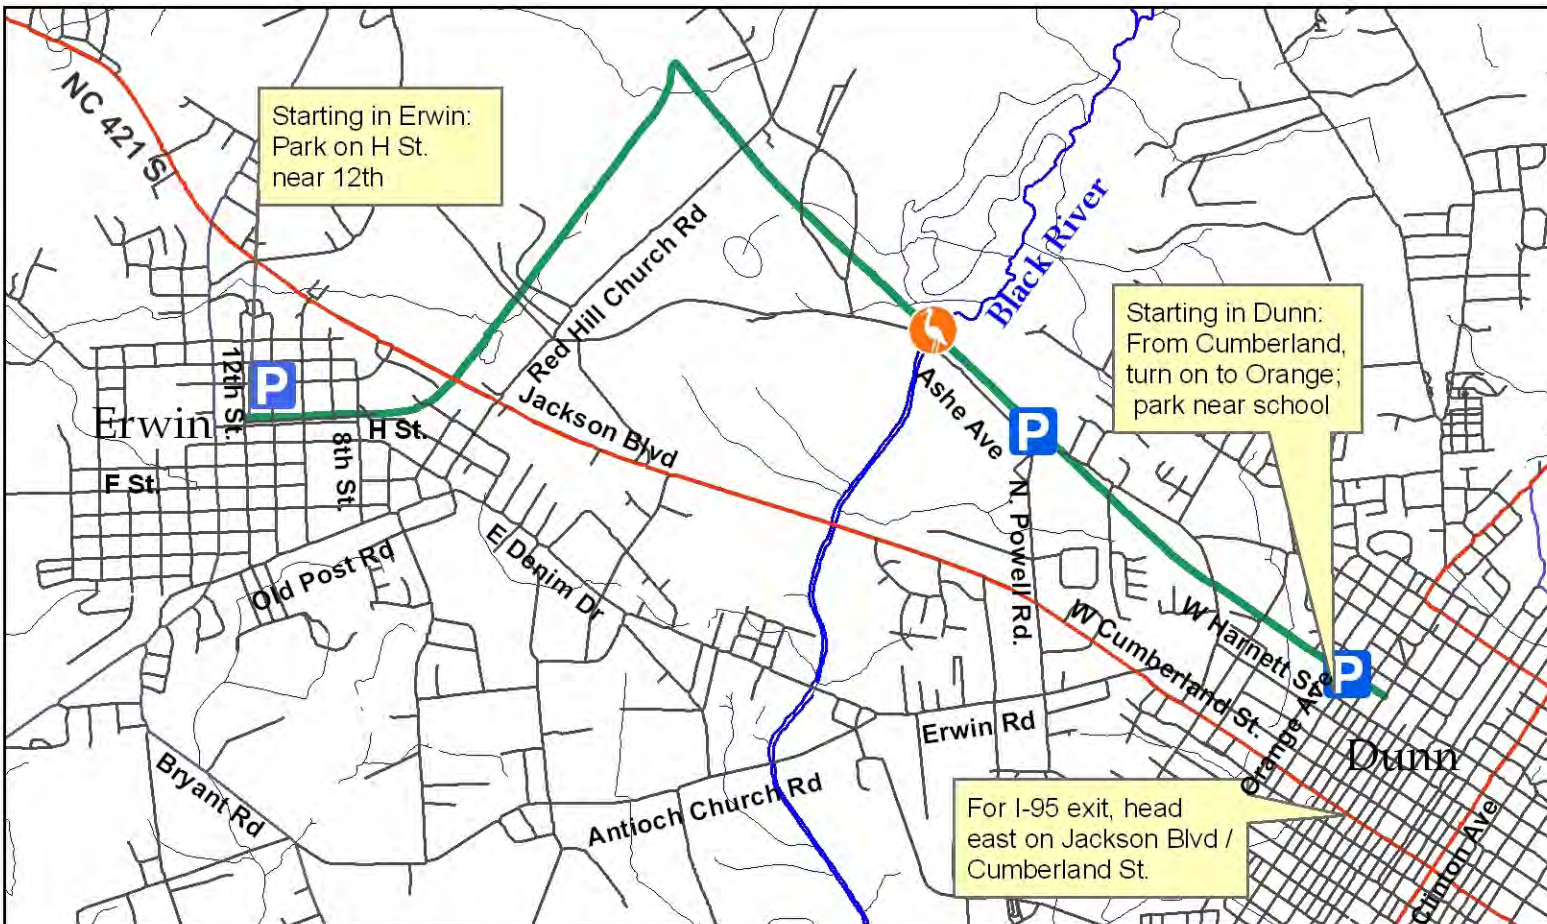 NC 421 S.
Starting in Erwin:
Park on H St.
near 12th
Black River
Red Hill Church Rd
Starting in Dunn:
From Cumberland,
turn on to Orange;
park near school
12th St.
P
Erwin
H St.
8th St.
F St.
Jackson Blvd
Ashe Ave
P
N. Powell Rd.
Old Post Rd
E Denim Dr
W Cumberland St.
W Harnett St.
P
Orange Ave
Erwin Rd
Dunn
Bryant Rd
Antioch Church Rd
For I-95 exit, head
east on Jackson Blvd /
Cumberland St.
Clinton Ave